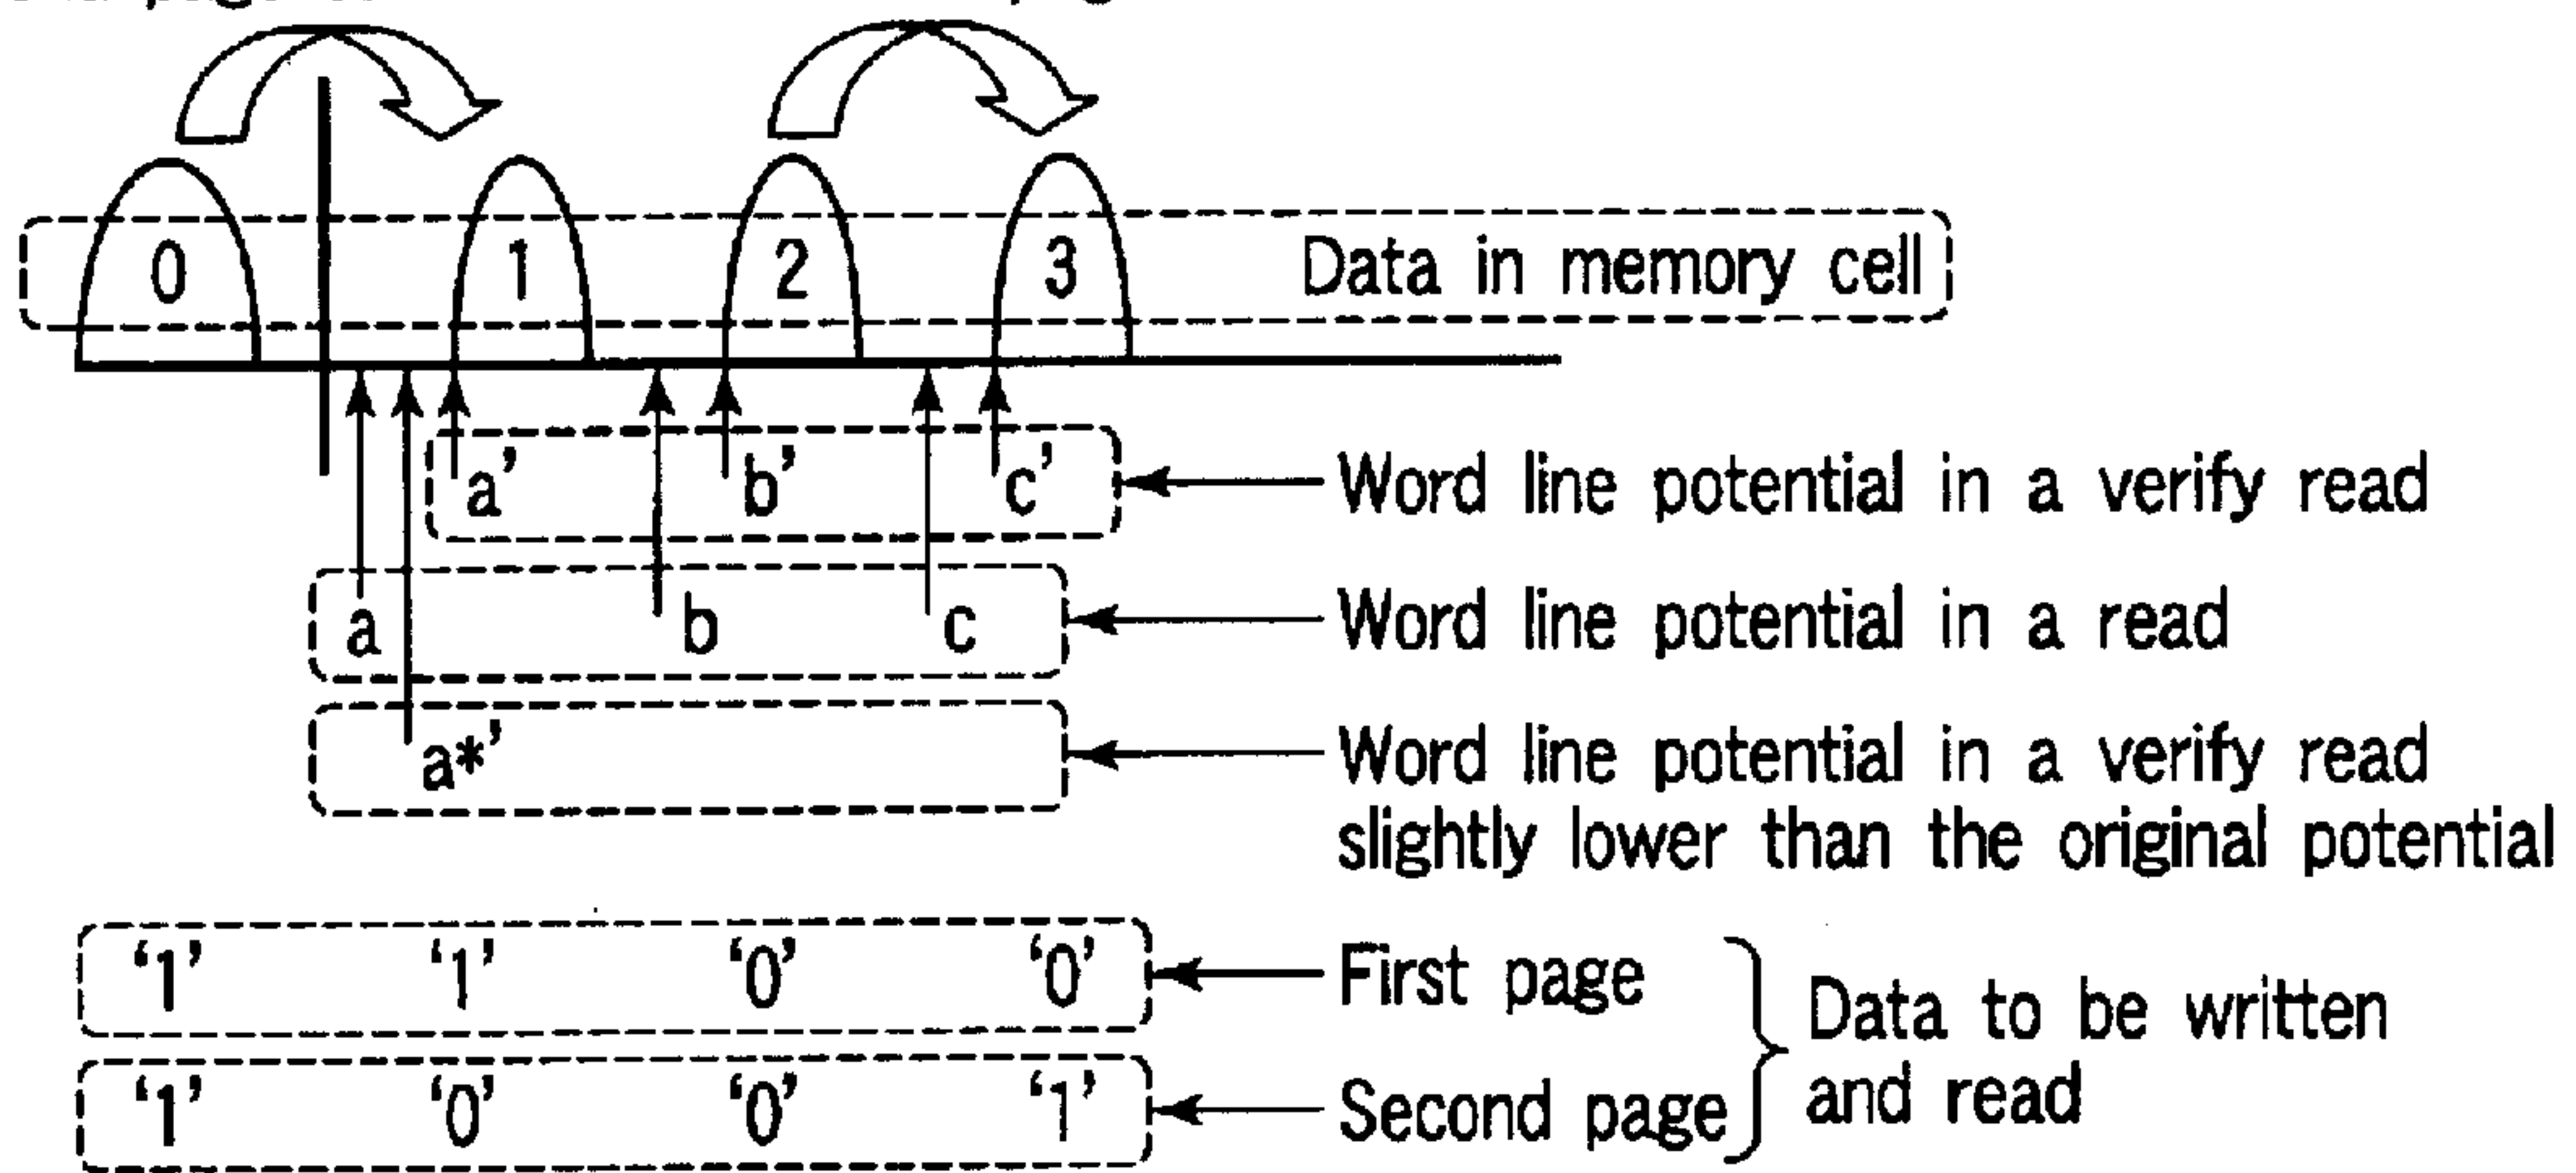 0 1 2 3 Data in memory cell
a' b' c' Word line potential in a verify read
a b c Word line potential in a read
a*' Word line potential in a verify read
slightly lower than the original potential
'1' '1' '0' '0' First page
'1' '0' '0' '1' Second page
Data to be written
and read